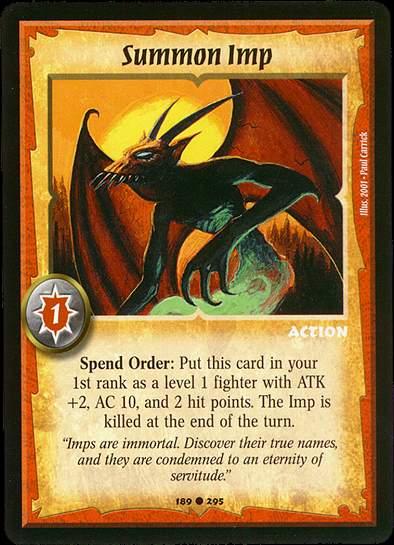 Summon Imp
Illus. 2001 • Paul Carrick
ACTION
1
Spend Order: Put this card in your
1st rank as a level 1 fighter with ATK
+2, AC 10, and 2 hit points. The Imp is
killed at the end of the turn.
“Imps are immortal. Discover their true names,
and they are condemned to an eternity of
servitude.”
189 ● 295